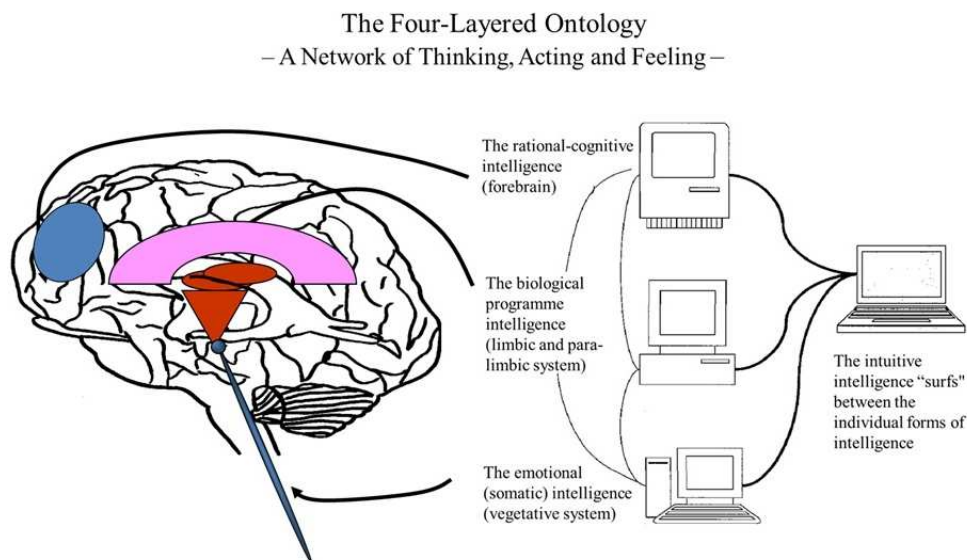 The Four-Layered Ontology
– A Network of Thinking, Acting and Feeling –
The rational-cognitive
intelligence
(forebrain)
The biological
programme
intelligence
(limbic and para-
limbic system)
The emotional
(somatic) intelligence
(vegetative system)
The intuitive
intelligence “surfs"
between the
individual forms of
intelligence